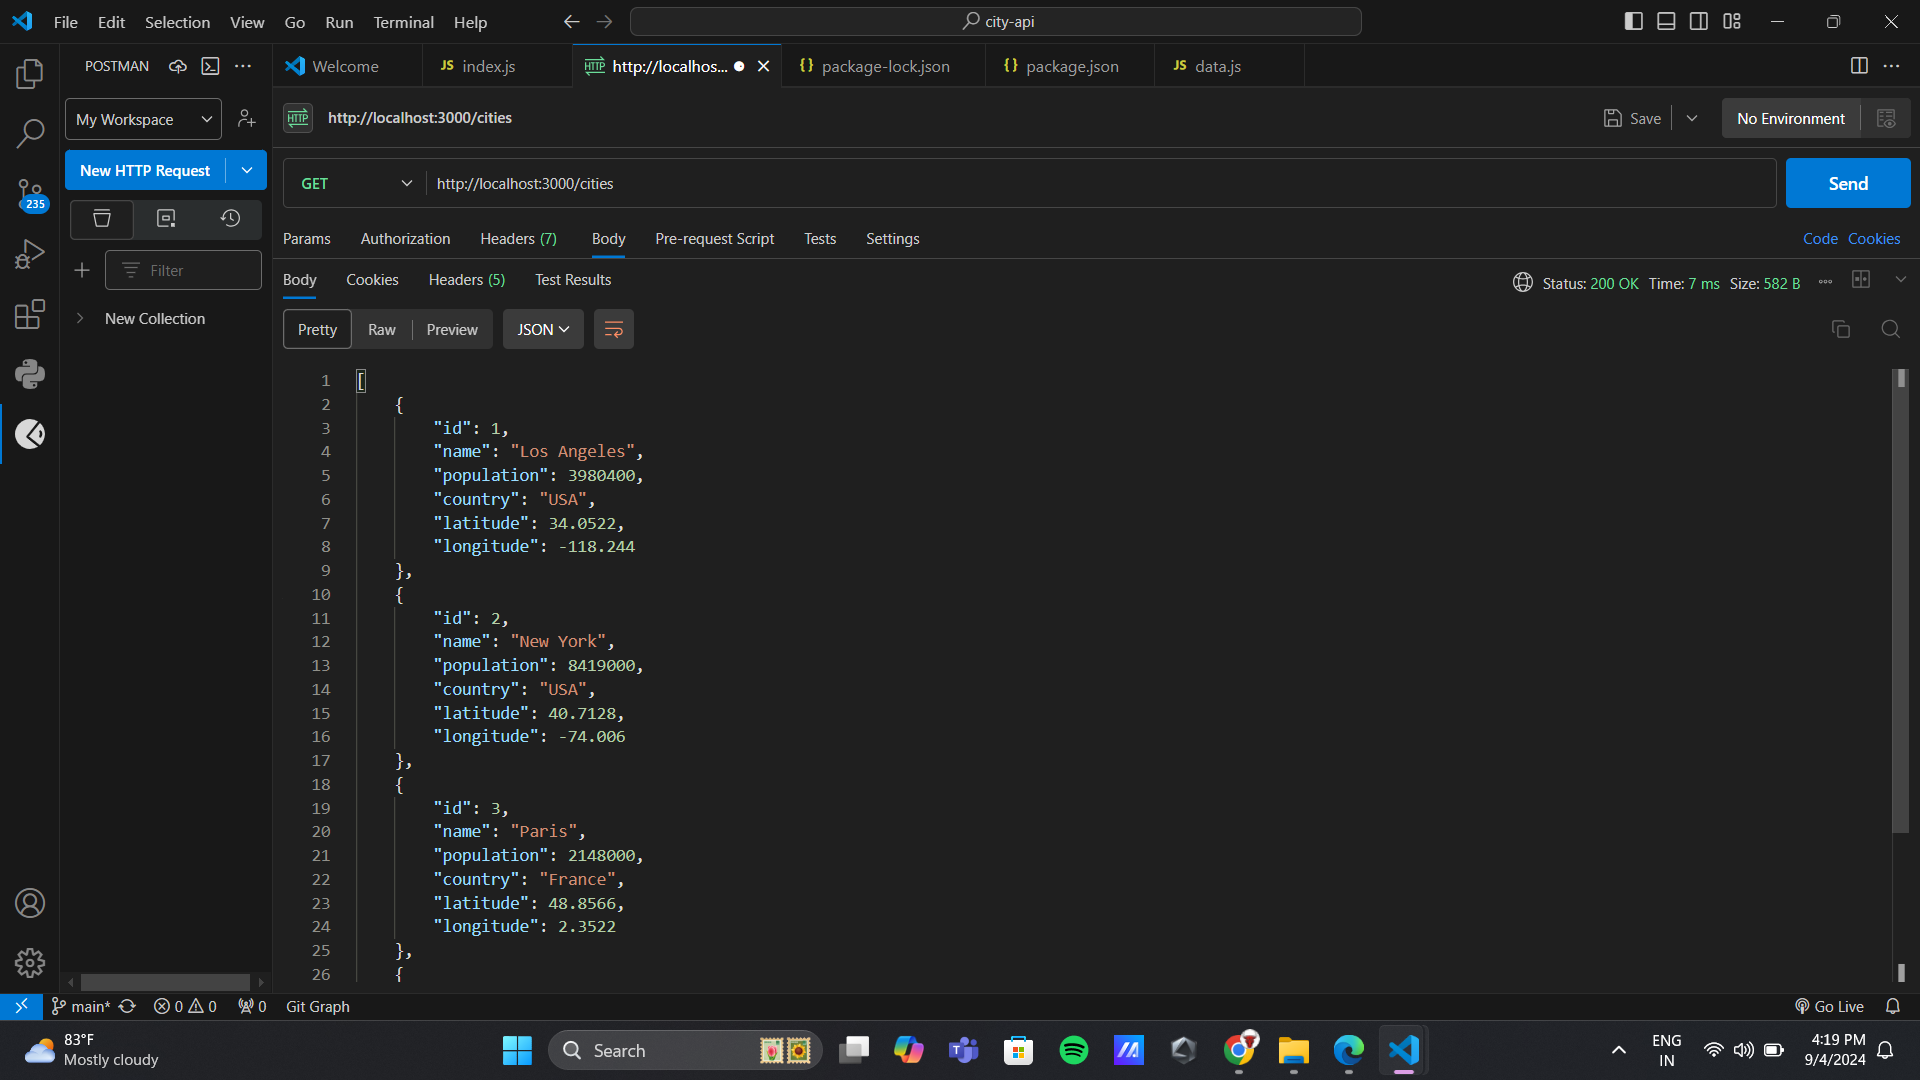 File Edit Selection View Go Run Terminal Help
city-api
POSTMAN
Welcome
JS index.js
http://localhos...
{} package-lock.json
{} package.json
JS data.js
My Workspace
HTTP http://localhost:3000/cities
Save
No Environment
New HTTP Request
GET http://localhost:3000/cities
Send
235
Params Authorization Headers (7) Body Pre-request Script Tests Settings
Code Cookies
Filter
Body Cookies Headers (5) Test Results
Status: 200 OK Time: 7 ms Size: 582 B
New Collection
Pretty Raw Preview JSON
1 [
2 {
3 "id": 1,
4 "name": "Los Angeles",
5 "population": 3980400,
6 "country": "USA",
7 "latitude": 34.0522,
8 "longitude": -118.244
9 },
10 {
11 "id": 2,
12 "name": "New York",
13 "population": 8419000,
14 "country": "USA",
15 "latitude": 40.7128,
16 "longitude": -74.006
17 },
18 {
19 "id": 3,
20 "name": "Paris",
21 "population": 2148000,
22 "country": "France",
23 "latitude": 48.8566,
24 "longitude": 2.3522
25 },
26 {
main* 0 0 0 Git Graph
Go Live
83°F
Mostly cloudy
Search
ENG
IN
4:19 PM
9/4/2024